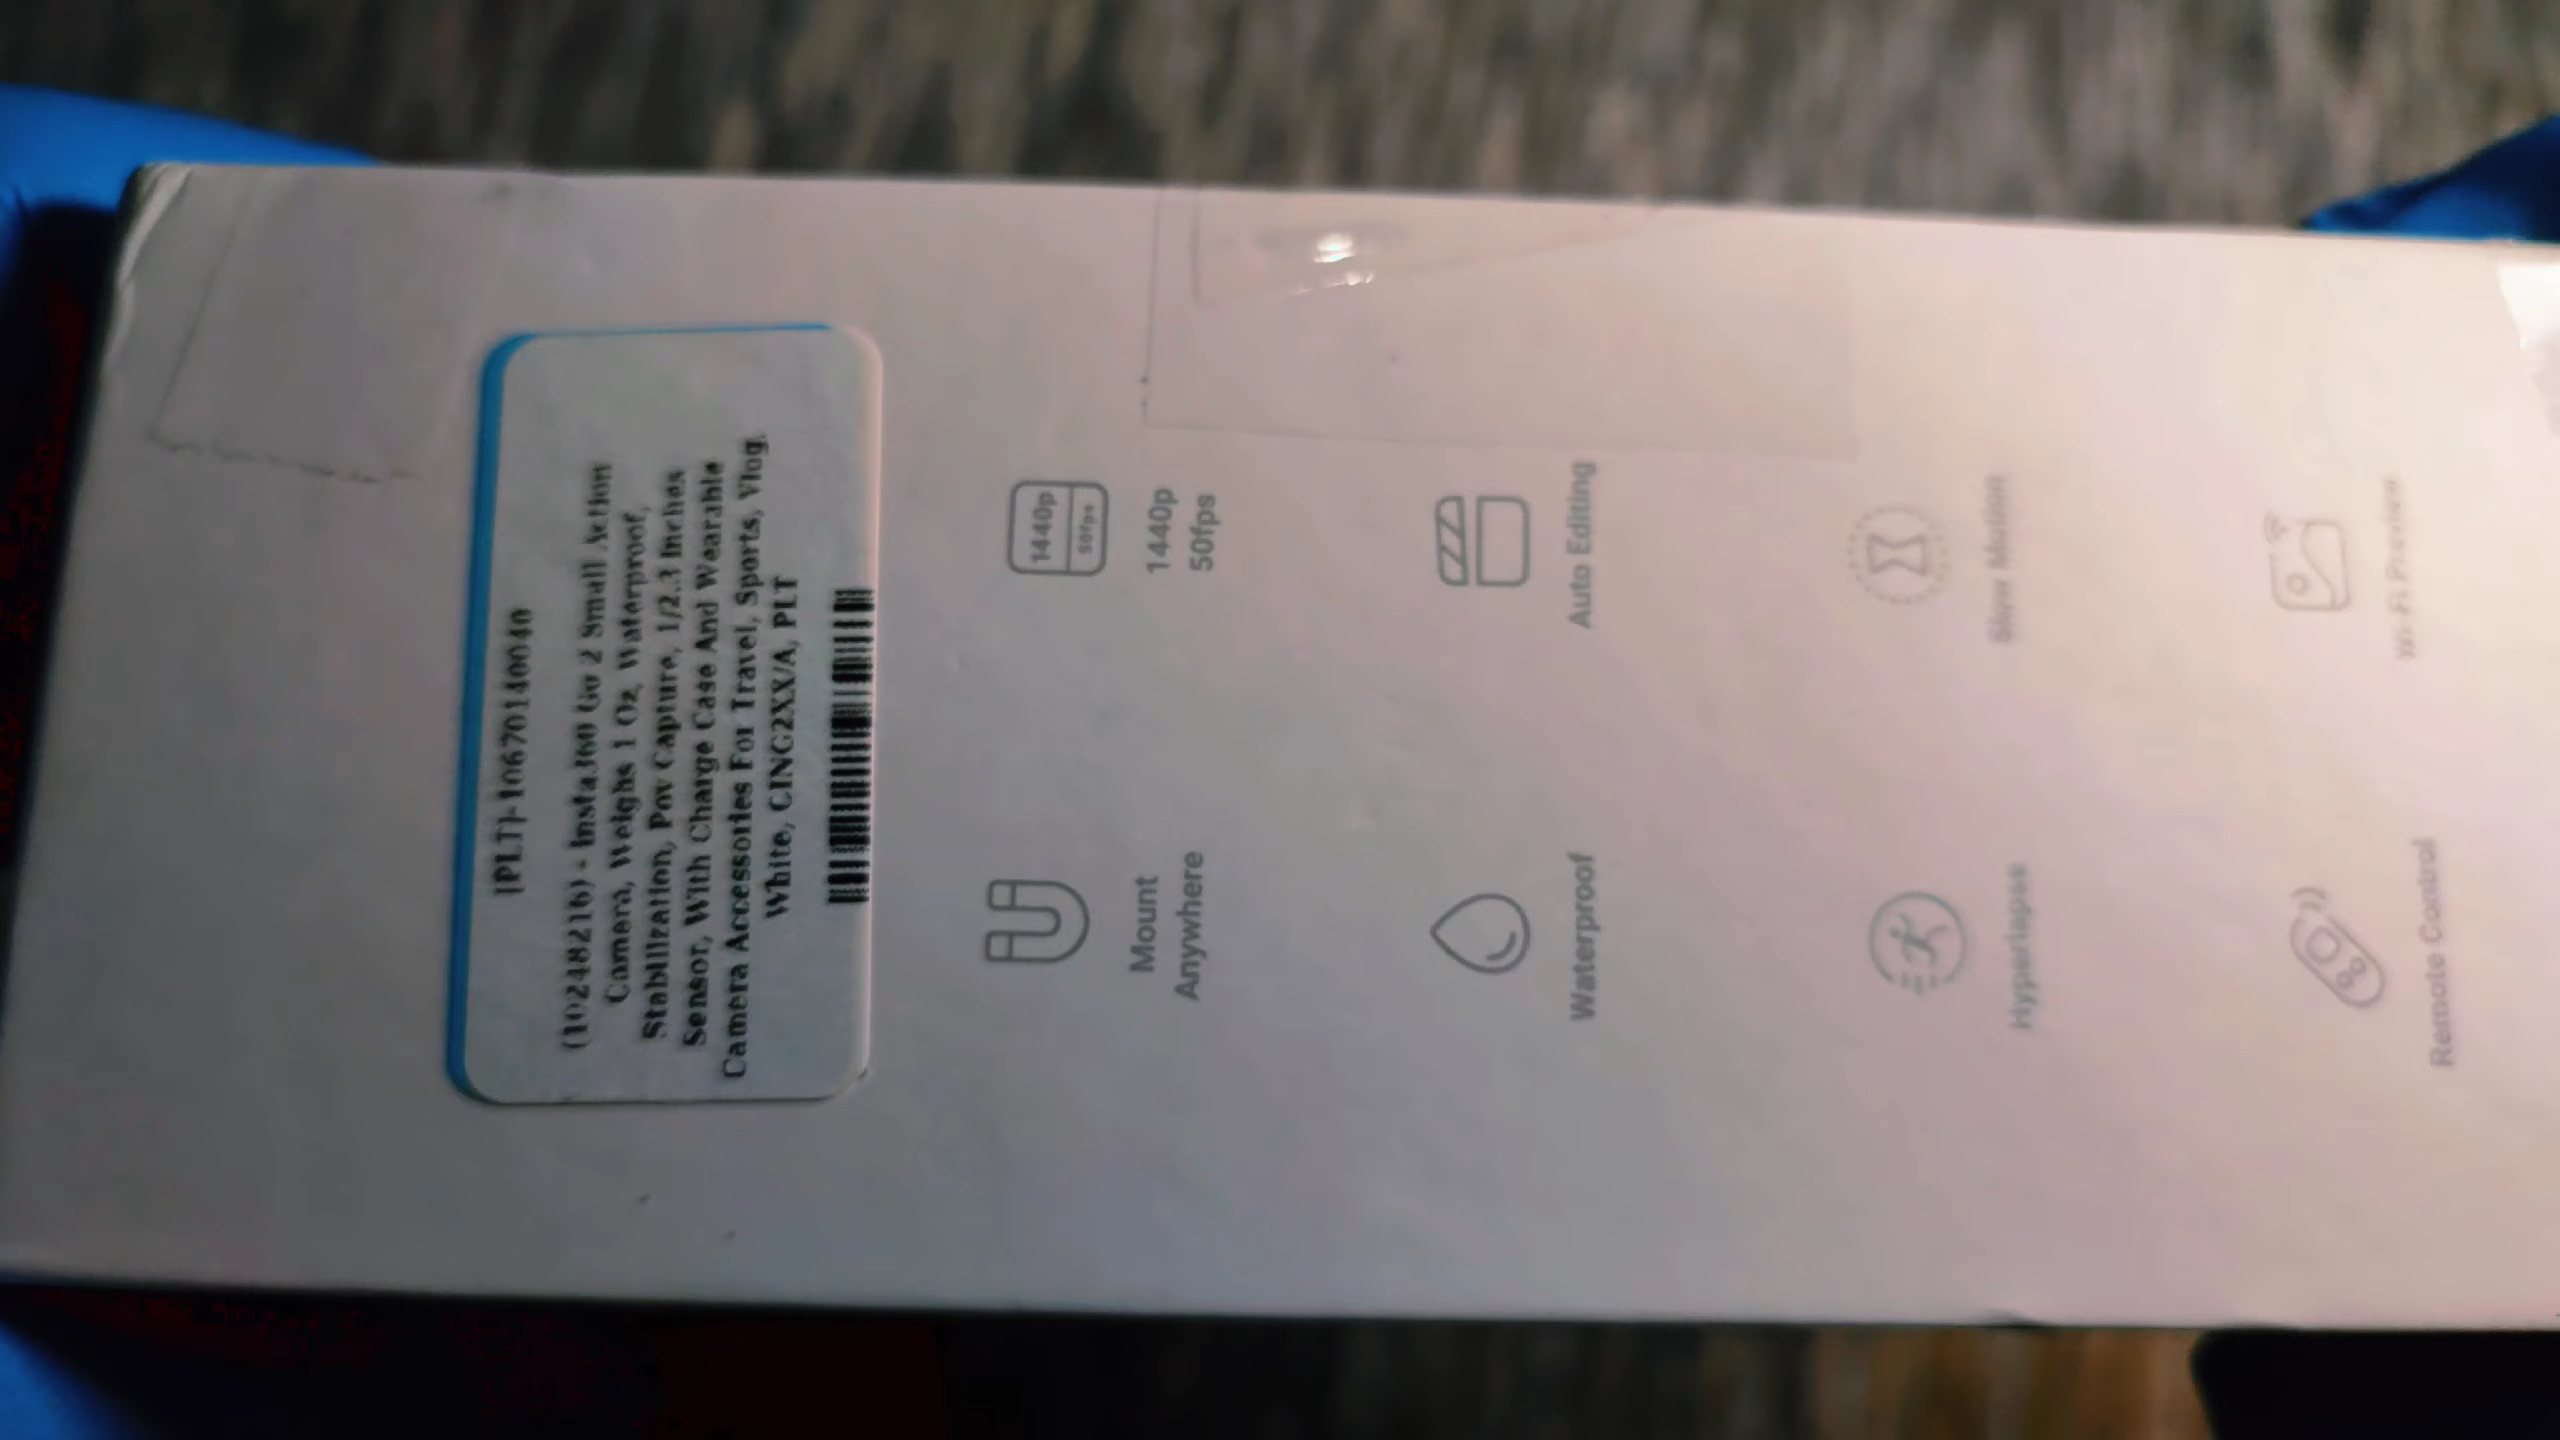 [PLT]-10670140040
(10248216) - Insta360 Go 2 Small Action
Camera, Weighs 1 Oz, Waterproof,
Stabilization, Pov Capture, 1/2.3 Inches
Sensor, With Charge Case And Wearable
Camera Accessories For Travel, Sports, Vlog,
White, CING2XX/A, PLT
1440p
50fps
Mount
Anywhere
1440p
50fps
Waterproof
Auto Editing
Hyperlapse
Slow Motion
Remote Control
Wi-Fi Preview